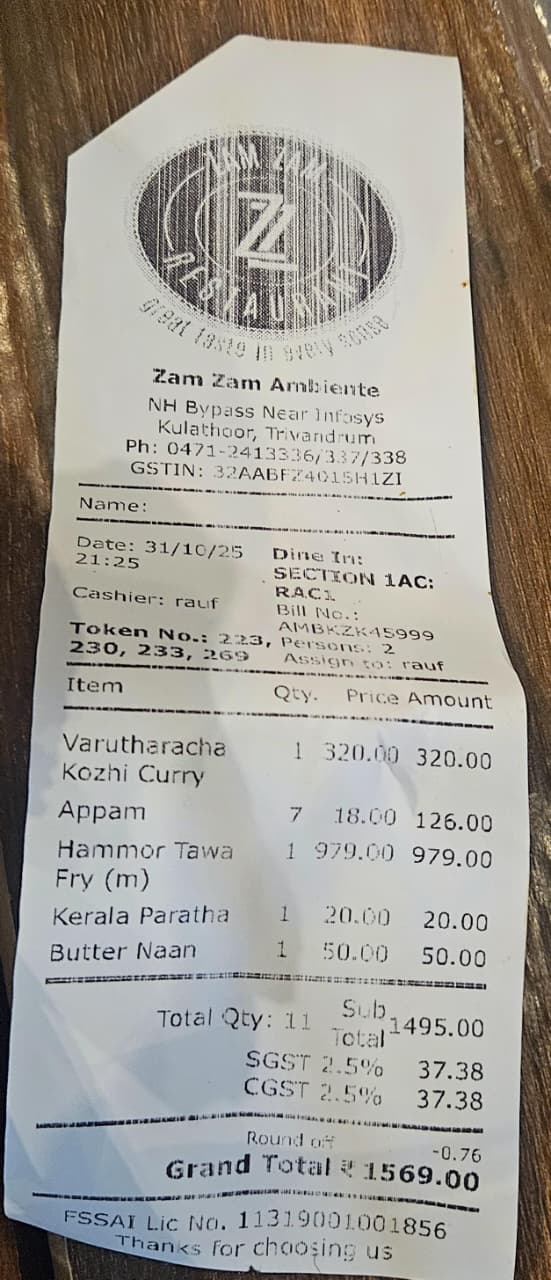 ZAM ZAM
RESTAURANT
Great taste in every sense
Zam Zam Ambiente
NH Bypass Near Infosys
Kulathoor, Trivandrum
Ph: 0471-2413336/337/338
GSTIN: 32AABFZ4015H1ZI
Name:
Date: 31/10/25
21:25
Dine In:
SECTION 1AC:
RAC1
Cashier: rauf
Bill No.:
AMBKZK45999
Token No.: 223,
230, 233, 269
Persons: 2
Assign to: rauf
Item Qty. Price Amount
Varutharacha 1 320.00 320.00
Kozhi Curry
Appam 7 18.00 126.00
Hammor Tawa 1 979.00 979.00
Fry (m)
Kerala Paratha 1 20.00 20.00
Butter Naan 1 50.00 50.00
Total Qty: 11 Sub Total 1495.00
SGST 2.5% 37.38
CGST 2.5% 37.38
Round off -0.76
Grand Total ₹ 1569.00
FSSAI Lic No. 11319001001856
Thanks for choosing us